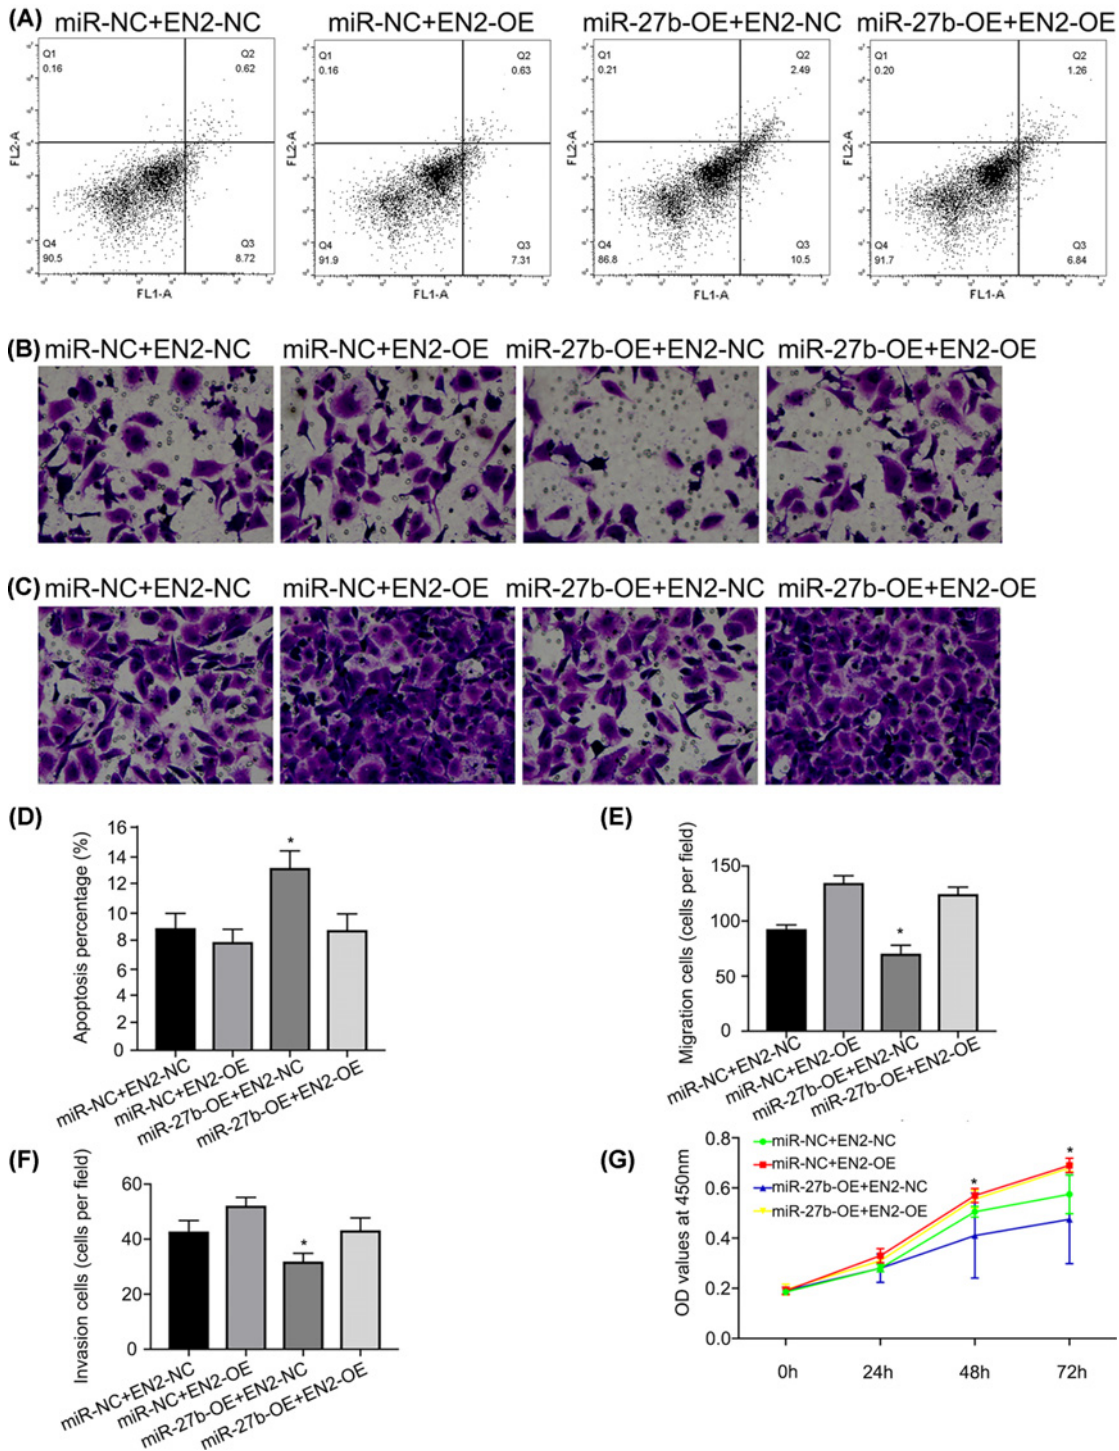 (A)
miR-NC+EN2-NC miR-NC+EN2-OE miR-27b-OE+EN2-NC miR-27b-OE+EN2-OE
Q1 Q2 Q1 Q2 Q1 Q2 Q1 Q2
0.16 0.62 0.16 0.63 0.21 2.49 0.20 1.26
FL2-A FL2-A FL2-A FL2-A
Q4 Q3 Q4 Q3 Q4 Q3 Q4 Q3
90.5 8.72 91.9 7.31 86.8 10.5 91.7 6.84
FL1-A FL1-A FL1-A FL1-A
(B) miR-NC+EN2-NC miR-NC+EN2-OE miR-27b-OE+EN2-NC miR-27b-OE+EN2-OE
(C) miR-NC+EN2-NC miR-NC+EN2-OE miR-27b-OE+EN2-NC miR-27b-OE+EN2-OE
(D)
Apoptosis percentage (%)
16
14
12
10
8
6
4
2
0
*
miR-NC+EN2-NC
miR-NC+EN2-OE
miR-27b-OE+EN2-NC
miR-27b-OE+EN2-OE
(E)
Migration cells (cells per field)
150
100
50
0
*
miR-NC+EN2-NC
miR-NC+EN2-OE
miR-27b-OE+EN2-NC
miR-27b-OE+EN2-OE
(F)
Invasion cells (cells per field)
60
40
20
0
*
miR-NC+EN2-NC
miR-NC+EN2-OE
miR-27b-OE+EN2-NC
miR-27b-OE+EN2-OE
(G)
OD values at 450nm
0.8
0.6
0.4
0.2
0.0
miR-NC+EN2-NC
miR-NC+EN2-OE
miR-27b-OE+EN2-NC
miR-27b-OE+EN2-OE
* *
0h 24h 48h 72h